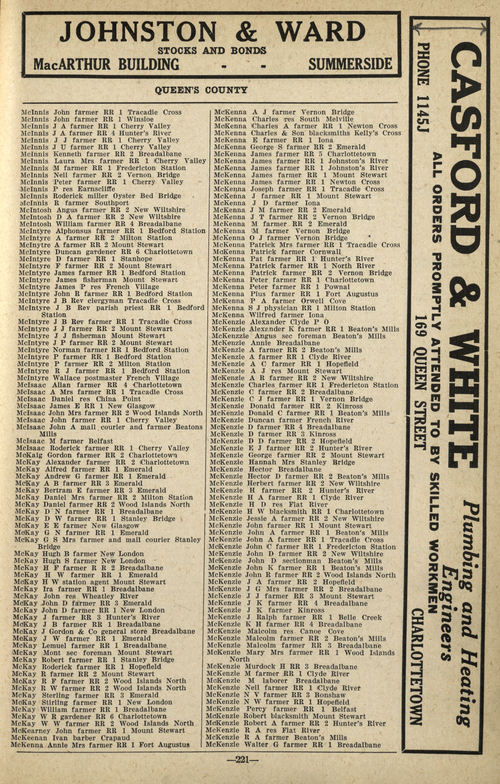 JOHNSTON & WARD
STOCKS AND BONDS
MacARTHUR BUILDING - - SUMMERSIDE
QUEEN'S COUNTY
McInnis John farmer RR 1 Tracadie Cross
McInnis John farmer RR 1 Winsloe
McInnis J A farmer RR 1 Cherry Valley
McInnis J A farmer RR 4 Hunter's River
McInnis J J farmer RR 1 Cherry Valley
McInnis J U farmer RR 1 Cherry Valley
McInnis Kenneth farmer RR 2 Breadalbane
McInnis Laura Mrs farmer RR 1 Cherry Valley
McInnis M farmer RR 1 Fredericton Station
McInnis Neil farmer RR 2 Vernon Bridge
McInnis Peter farmer RR 1 Cherry Valley
McInnis P res Earnscliffe
McInnis Roderick miller Oyster Bed Bridge
McInnis R farmer Southport
McIntosh Angus farmer RR 2 New Wiltshire
McIntosh D A farmer RR 2 New Wiltshire
McIntosh William farmer RR 4 Breadalbane
McIntyre Alphonsus farmer RR 1 Bedford Station
McIntyre A farmer RR 2 Milton Station
McIntyre A farmer RR 2 Mount Stewart
McIntyre Duncan gardener RR 6 Charlottetown
McIntyre D farmer RR 1 Stanhope
McIntyre F farmer RR 2 Mount Stewart
McIntyre James farmer RR 1 Bedford Station
McIntyre James fisherman Mount Stewart
McIntyre James P res French Village
McIntyre John R farmer RR 1 Bedford Station
McIntyre J B Rev clergyman Tracadie Cross
McIntyre J B Rev parish priest RR 1 Bedford
Station
McIntyre J B Rev farmer RR 1 Tracadie Cross
McIntyre J J farmer RR 2 Mount Stewart
McIntyre J J fisherman Mount Stewart
McIntyre J P farmer RR 2 Mount Stewart
McIntyre Norman farmer RR 1 Bedford Station
McIntyre P farmer RR 1 Bedford Station
McIntyre P farmer RR 2 Milton Station
McIntyre R J farmer RR 1 Bedford Station
McIntyre Wallace postmaster French Village
McIsaac Allan farmer RR 4 Charlottetown
McIsaac A Mrs farmer RR 1 Tracadie Cross
McIsaac Daniel res China Point
McIsaac James E RR 1 New Glasgow
McIsaac John Mrs farmer RR 2 Wood Islands North
McIsaac John farmer RR 1 Cherry Valley
McIsaac John A mail courier and farmer Beatons
Mills
McIsaac M farmer Belfast
McIsaac Roderick farmer RR 1 Cherry Valley
McKaig Gordon farmer RR 2 Charlottetown
McKay Alexander farmer RR 2 Charlottetown
McKay Alfred farmer RR 1 Emerald
McKay Andrew G farmer RR 1 Emerald
McKay A B farmer RR 3 Emerald
McKay Bertram E farmer RR 3 Emerald
McKay Daniel Mrs farmer RR 2 Milton Station
McKay Daniel farmer RR 2 Wood Islands North
McKay D N farmer RR 1 Breadalbane
McKay D W farmer RR 1 Stanley Bridge
McKay E E farmer New Glasgow
McKay G N farmer RR 1 Emerald
McKay G S Mrs farmer and mail courier Stanley
Bridge
McKay Hugh B farmer New London
McKay Hugh S farmer New London
McKay H F farmer R R 2 Breadalbane
McKay H W farmer RR 1 Emerald
McKay H W station agent Mount Stewart
McKay Ira farmer RR 1 Breadalbane
McKay John res Wheatley River
McKay John D farmer RR 3 Emerald
McKay John D farmer RR 1 New London
McKay J farmer RR 3 Hunter's River
McKay J B farmer RR 1 Breadalbane
McKay J Gordon & Co general store Breadalbane
McKay J W farmer RR 1 Emerald
McKay Lemuel farmer RR 1 Breadalbane
McKay Mont sec foreman Mount Stewart
McKay Robert farmer RR 1 Stanley Bridge
McKay Roderick farmer RR 1 Hopefield
McKay R farmer RR 2 Mount Stewart
McKay R F farmer RR 2 Wood Islands North
McKay R W farmer RR 2 Wood Islands North
McKay Sterling farmer RR 3 Emerald
McKay Stirling farmer RR 1 New London
McKay William farmer RR 1 Breadalbane
McKay W R gardener RR 6 Charlottetown
McKay W W farmer RR 2 Wood Islands North
McKearney John farmer RR 1 Mount Stewart
McKeenan Ivan barber Crapaud
McKenna Annie Mrs farmer RR 1 Fort Augustus
McKenna A J farmer Vernon Bridge
McKenna Charles res South Melville
McKenna Charles A farmer RR 1 Newton Cross
McKenna Charles & Son blacksmiths Kelly's Cross
McKenna E farmer RR 1 Iona
McKenna George S farmer RR 2 Emerald
McKenna James farmer RR 5 Charlottetown
McKenna James farmer RR 1 Johnston's River
McKenna James farmer RR 1 Johnston's River
McKenna James farmer RR 1 Mount Stewart
McKenna James farmer RR 1 Newton Cross
McKenna Joseph farmer RR 1 Tracadie Cross
McKenna J farmer RR 1 Mount Stewart
McKenna J D farmer Iona
McKenna J M farmer RR 2 Emerald
McKenna J T farmer RR 2 Vernon Bridge
McKenna M farmer RR 2 Emerald
McKenna M farmer Vernon Bridge
McKenna O J farmer Vernon Bridge
McKenna Patrick Mrs farmer RR 1 Tracadie Cross
McKenna Patrick farmer Cornwall
McKenna Pat farmer RR 1 Hunter's River
McKenna Patrick farmer RR 1 North River
McKenna Patrick farmer RR 2 Vernon Bridge
McKenna Peter farmer RR 1 Charlottetown
McKenna Peter farmer RR 1 Pownal
McKenna Pius farmer RR 1 Fort Augustus
McKenna P A farmer Orwell Cove
McKenna S J physician RR 1 Milton Station
McKenna Wilfred farmer Iona
McKenzie Alexander Clyde P O
McKenzie Alexander K farmer RR 1 Beaton's Mills
McKenzie Angus sec foreman Beaton's Mills
McKenzie Annie Breadalbane
McKenzie A farmer RR 2 Beaton's Mills
McKenzie A farmer RR 1 Clyde River
McKenzie A C farmer RR 1 Hopefield
McKenzie A J res Mount Stewart
McKenzie A R farmer RR 2 New Wiltshire
McKenzie Charles farmer RR 1 Fredericton Station
McKenzie C farmer RR 2 Breadalbane
McKenzie C J farmer RR 1 Vernon Bridge
McKenzie Donald farmer RR 2 Kinross
McKenzie Donald C farmer RR 1 Beaton's Mills
McKenzie Duncan farmer French River
McKenzie D farmer RR 4 Breadalbane
McKenzie D farmer RR 3 Kinross
McKenzie D D farmer RR 2 Hopefield
McKenzie E J farmer RR 2 Hunter's River
McKenzie George farmer RR 2 Mount Stewart
McKenzie Hannah Mrs Stanley Bridge
McKenzie Hector Breadalbane
McKenzie Hector D farmer RR 2 Beaton's Mills
McKenzie Herbert farmer RR 2 New Wiltshire
McKenzie H farmer RR 2 Hunter's River
McKenzie H A farmer RR 1 Clyde River
McKenzie H D res Flat River
McKenzie H W blacksmith RR 1 Charlottetown
McKenzie Jessie A farmer RR 2 New Wiltshire
McKenzie John farmer RR 1 Mount Stewart
McKenzie John A farmer RR 1 Beaton's Mills
McKenzie John A farmer RR 1 Tracadie Cross
McKenzie John C farmer RR 1 Fredericton Station
McKenzie John D farmer RR 2 New Wiltshire
McKenzie John D sectionman Beaton's Mills
McKenzie John K farmer RR 1 Beaton's Mills
McKenzie John R farmer RR 2 Wood Islands North
McKenzie J A farmer RR 2 Hopefield
McKenzie J G Mrs farmer RR 2 Breadalbane
McKenzie J J farmer RR 3 Mount Stewart
McKenzie J K farmer RR 4 Breadalbane
McKenzie J K farmer Kinross
McKenzie J Ralph farmer RR 1 Belle Creek
McKenzie K H farmer RR 4 Breadalbane
McKenzie Malcolm res Canoe Cove
McKenzie Malcolm farmer RR 2 Beaton's Mills
McKenzie Malcolm farmer RR 3 Breadalbane
McKenzie Mary Mrs farmer RR 1 Wood Islands
North
McKenzie Murdock H RR 3 Breadalbane
McKenzie M farmer RR 1 Clyde River
McKenzie M laborer Breadalbane
McKenzie Neil farmer RR 1 Clyde River
McKenzie N V farmer RR 3 Bonshaw
McKenzie N W farmer RR 1 Hopefield
McKenzie Percy farmer RR 1 Belfast
McKenzie Robert blacksmith Mount Stewart
McKenzie Robert A farmer RR 2 Hunter's River
McKenzie R A res Flat River
McKenzie R A farmer Beaton's Mills
McKenzie Walter G farmer RR 1 Breadalbane
—221—
CASFORD & WHITE
Plumbing and Heating
Engineers
ALL ORDERS PROMPTLY ATTENDED TO BY SKILLED WORKMEN
PHONE 1145J
169 QUEEN STREET
CHARLOTTETOWN